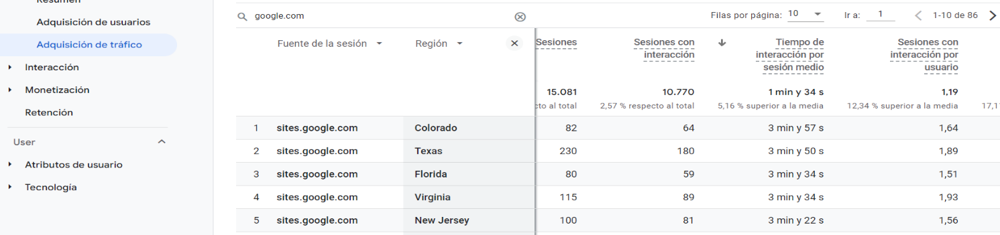 Resumen
Adquisición de usuarios
Adquisición de tráfico
Interacción
Monetización
Retención
User
Atributos de usuario
Tecnología
google.com
Filas por página: 10 Ir a: 1 1-10 de 86
Fuente de la sesión Región Sesiones Sesiones con interacción Tiempo de interacción por sesión medio Sesiones con interacción por usuario
15.081 10.770 1 min y 34 s 1,19
cto al total 2,57 % respecto al total 5,16 % superior a la media 12,34 % superior a la media
1 sites.google.com Colorado 82 64 3 min y 57 s 1,64
2 sites.google.com Texas 230 180 3 min y 50 s 1,89
3 sites.google.com Florida 80 59 3 min y 34 s 1,51
4 sites.google.com Virginia 115 89 3 min y 34 s 1,93
5 sites.google.com New Jersey 100 81 3 min y 22 s 1,56